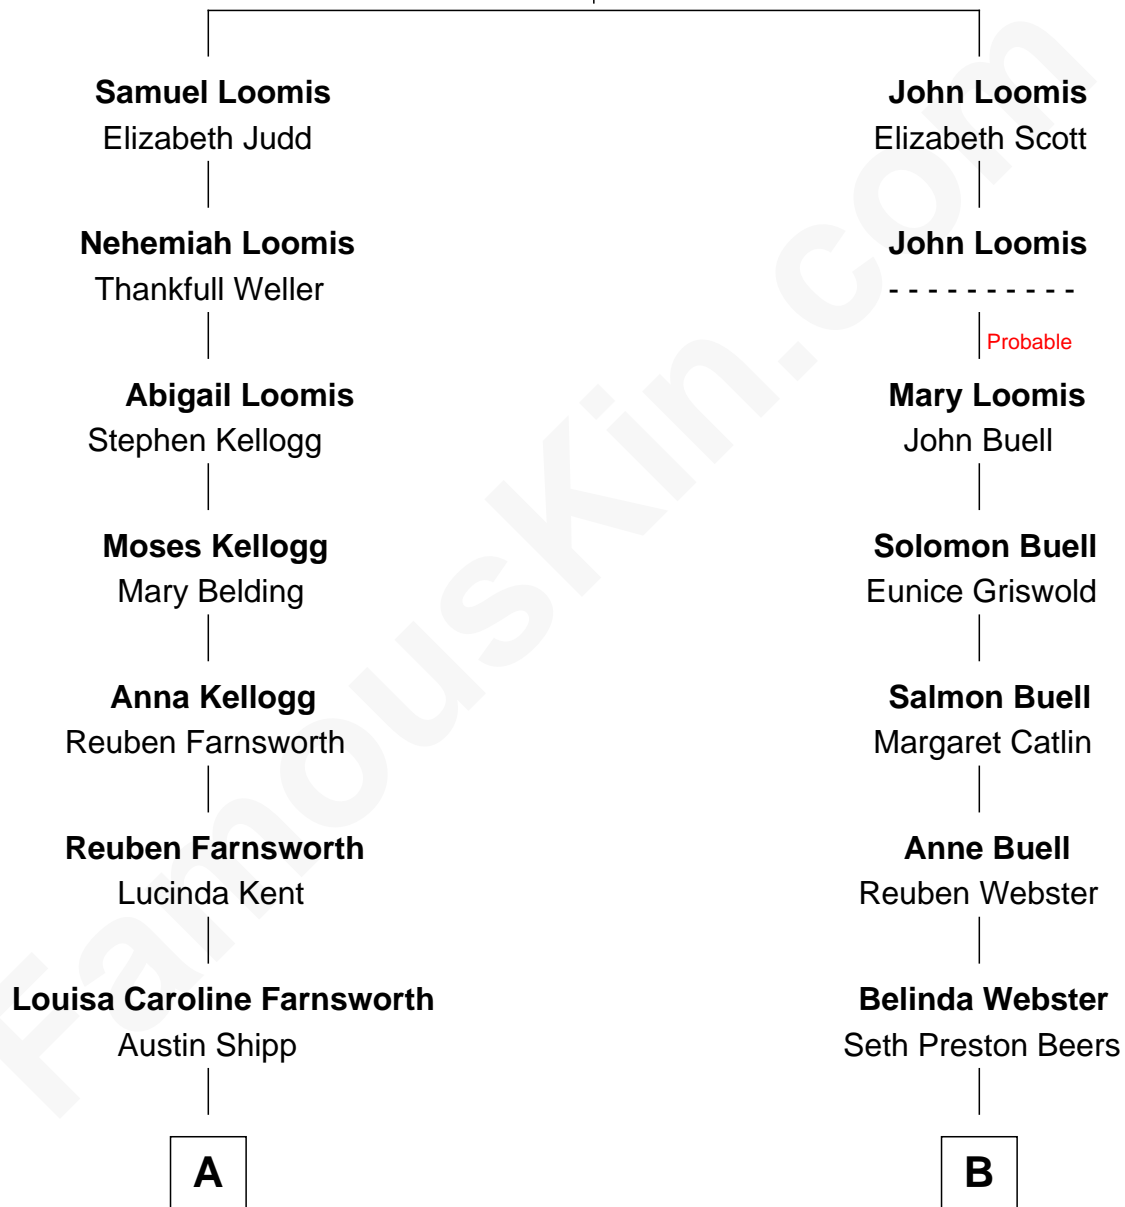 Samuel Loomis
Elizabeth Judd
Nehemiah Loomis
Thankfull Weller
Abigail Loomis
Stephen Kellogg
Moses Kellogg
Mary Belding
Anna Kellogg
Reuben Farnsworth
Reuben Farnsworth
Lucinda Kent
Louisa Caroline Farnsworth
Austin Shipp
A
John Loomis
Elizabeth Scott
John Loomis
- - - - - - - - - -
Probable
Mary Loomis
John Buell
Solomon Buell
Eunice Griswold
Salmon Buell
Margaret Catlin
Anne Buell
Reuben Webster
Belinda Webster
Seth Preston Beers
B
FamousKin.com